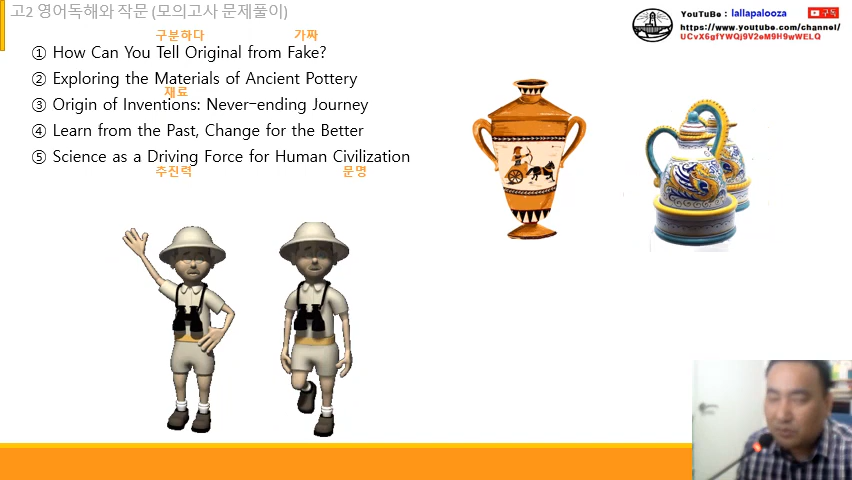 고2 영어독해와 작문 (모의고사 문제풀이)
YouTuBe : lallapalooza 구독
https://www.youtube.com/channel/
UCvX6gfYWQj9V2eM9H9wWELQ
구분하다 가짜
① How Can You Tell Original from Fake?
② Exploring the Materials of Ancient Pottery
재료
③ Origin of Inventions: Never-ending Journey
④ Learn from the Past, Change for the Better
⑤ Science as a Driving Force for Human Civilization
추진력 문명